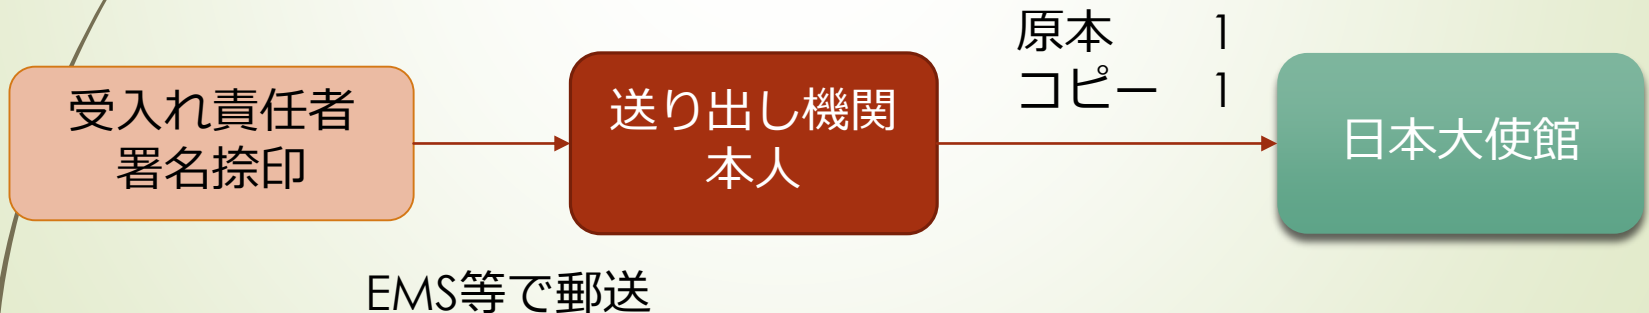 受入れ責任者
署名捺印
送り出し機関
本人
原本 1
コピー 1
日本大使館
EMS等で郵送